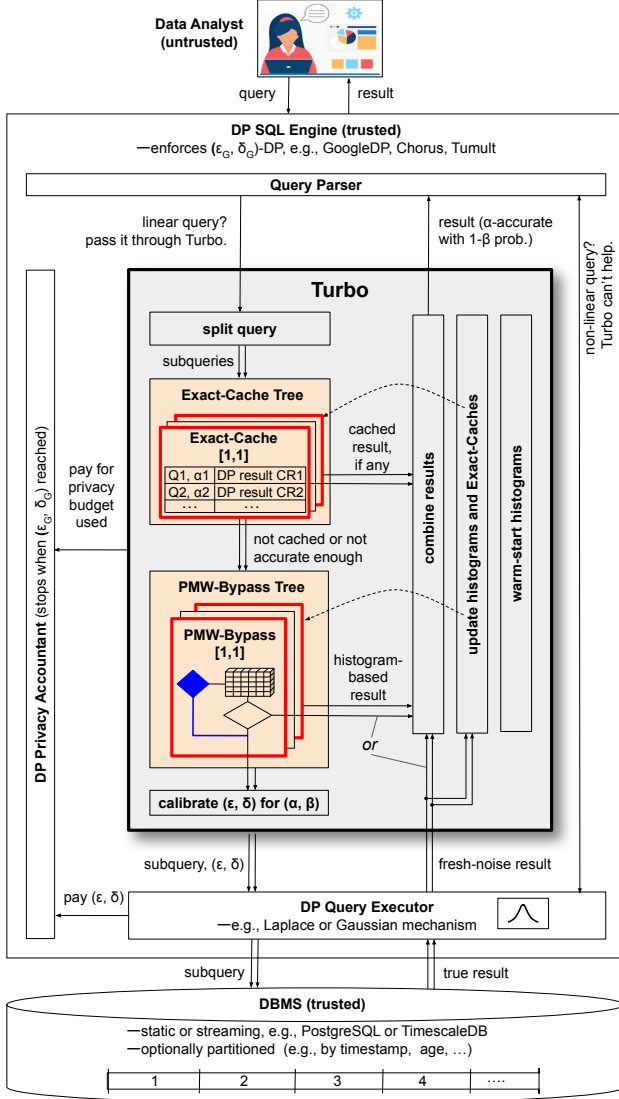 Data Analyst
(untrusted)
query
result
DP SQL Engine (trusted)
—enforces (εG, δG)-DP, e.g., GoogleDP, Chorus, Tumult
Query Parser
linear query?
pass it through Turbo.
result (α-accurate
with 1-β prob.)
non-linear query?
Turbo can't help.
Turbo
split query
subqueries
Exact-Cache Tree
Exact-Cache
[1,1]
Q1, α1 DP result CR1
Q2, α2 DP result CR2
... ...
cached
result,
if any
pay for
privacy
budget
used
DP Privacy Accountant (stops when (εG, δG) reached)
not cached or not
accurate enough
PMW-Bypass Tree
PMW-Bypass
[1,1]
histogram-
based
result
or
combine results
update histograms and Exact-Caches
warm-start histograms
calibrate (ε, δ) for (α, β)
subquery, (ε, δ)
fresh-noise result
pay (ε, δ)
DP Query Executor
—e.g., Laplace or Gaussian mechanism
subquery
true result
DBMS (trusted)
—static or streaming, e.g., PostgreSQL or TimescaleDB
—optionally partitioned (e.g., by timestamp, age, ...)
1 2 3 4 ....